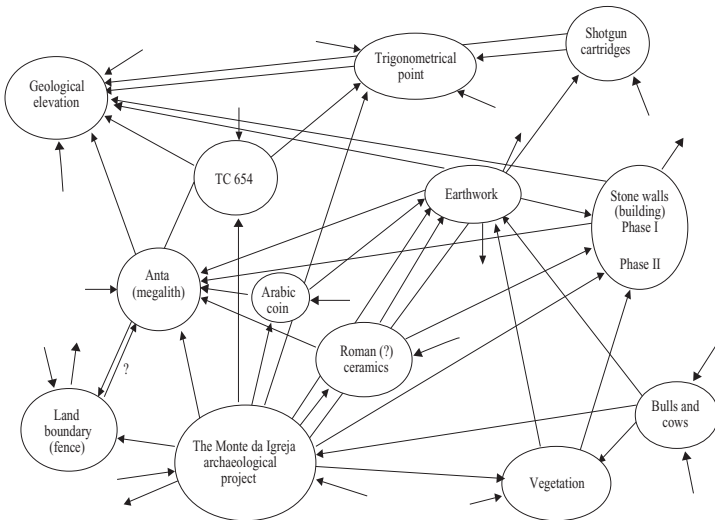 Shotgun
cartridges
Trigonometrical
point
Geological
elevation
TC 654
Earthwork
Stone walls
(building)
Phase I
Phase II
Anta
(megalith)
Arabic
coin
Roman (?)
ceramics
?
Land
boundary
(fence)
The Monte da Igreja
archaeological
project
Bulls and
cows
Vegetation